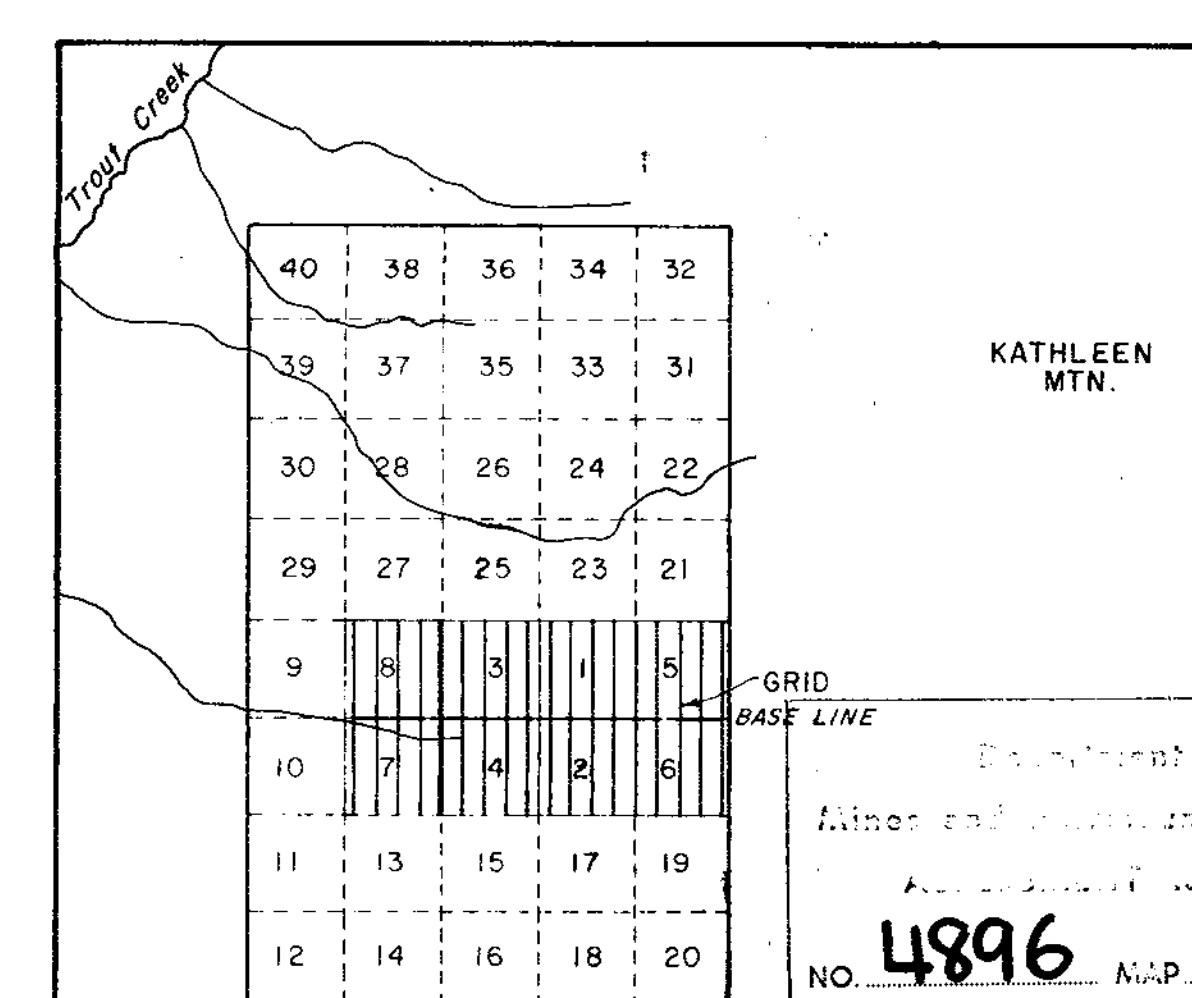 Trout Creek
40 38 36 34 32
KATHLEEN
MTN.
39 37 35 33 31
30 28 26 24 22
29 27 25 23 21
9 8 3 1 5
GRID
BASE LINE
10 7 4 2 6
Mines and
11 13 15 17 19
12 14 16 18 20
NO. 4896 MAP